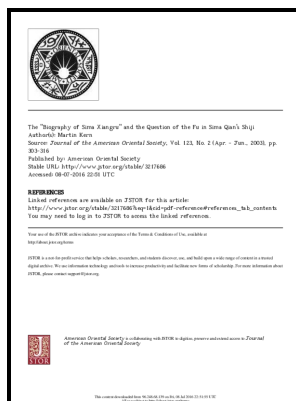 The "Biography of Sima Xiangru" and the Question of the Fu in Sima Qian's Shiji
Author(s): Martin Kern
Source: Journal of the American Oriental Society, Vol. 123, No. 2 (Apr. - Jun., 2003), pp.
303-316
Published by: American Oriental Society
Stable URL: http://www.jstor.org/stable/3217686
Accessed: 08-07-2016 22:51 UTC
REFERENCES
Linked references are available on JSTOR for this article:
http://www.jstor.org/stable/3217686?seq=1&cid=pdf-reference#references_tab_contents
You may need to log in to JSTOR to access the linked references.
Your use of the JSTOR archive indicates your acceptance of the Terms & Conditions of Use, available at
http://about.jstor.org/terms
JSTOR is a not-for-profit service that helps scholars, researchers, and students discover, use, and build upon a wide range of content in a trusted
digital archive. We use information technology and tools to increase productivity and facilitate new forms of scholarship. For more information about
JSTOR, please contact support@jstor.org.
JSTOR
American Oriental Society is collaborating with JSTOR to digitize, preserve and extend access to Journal
of the American Oriental Society